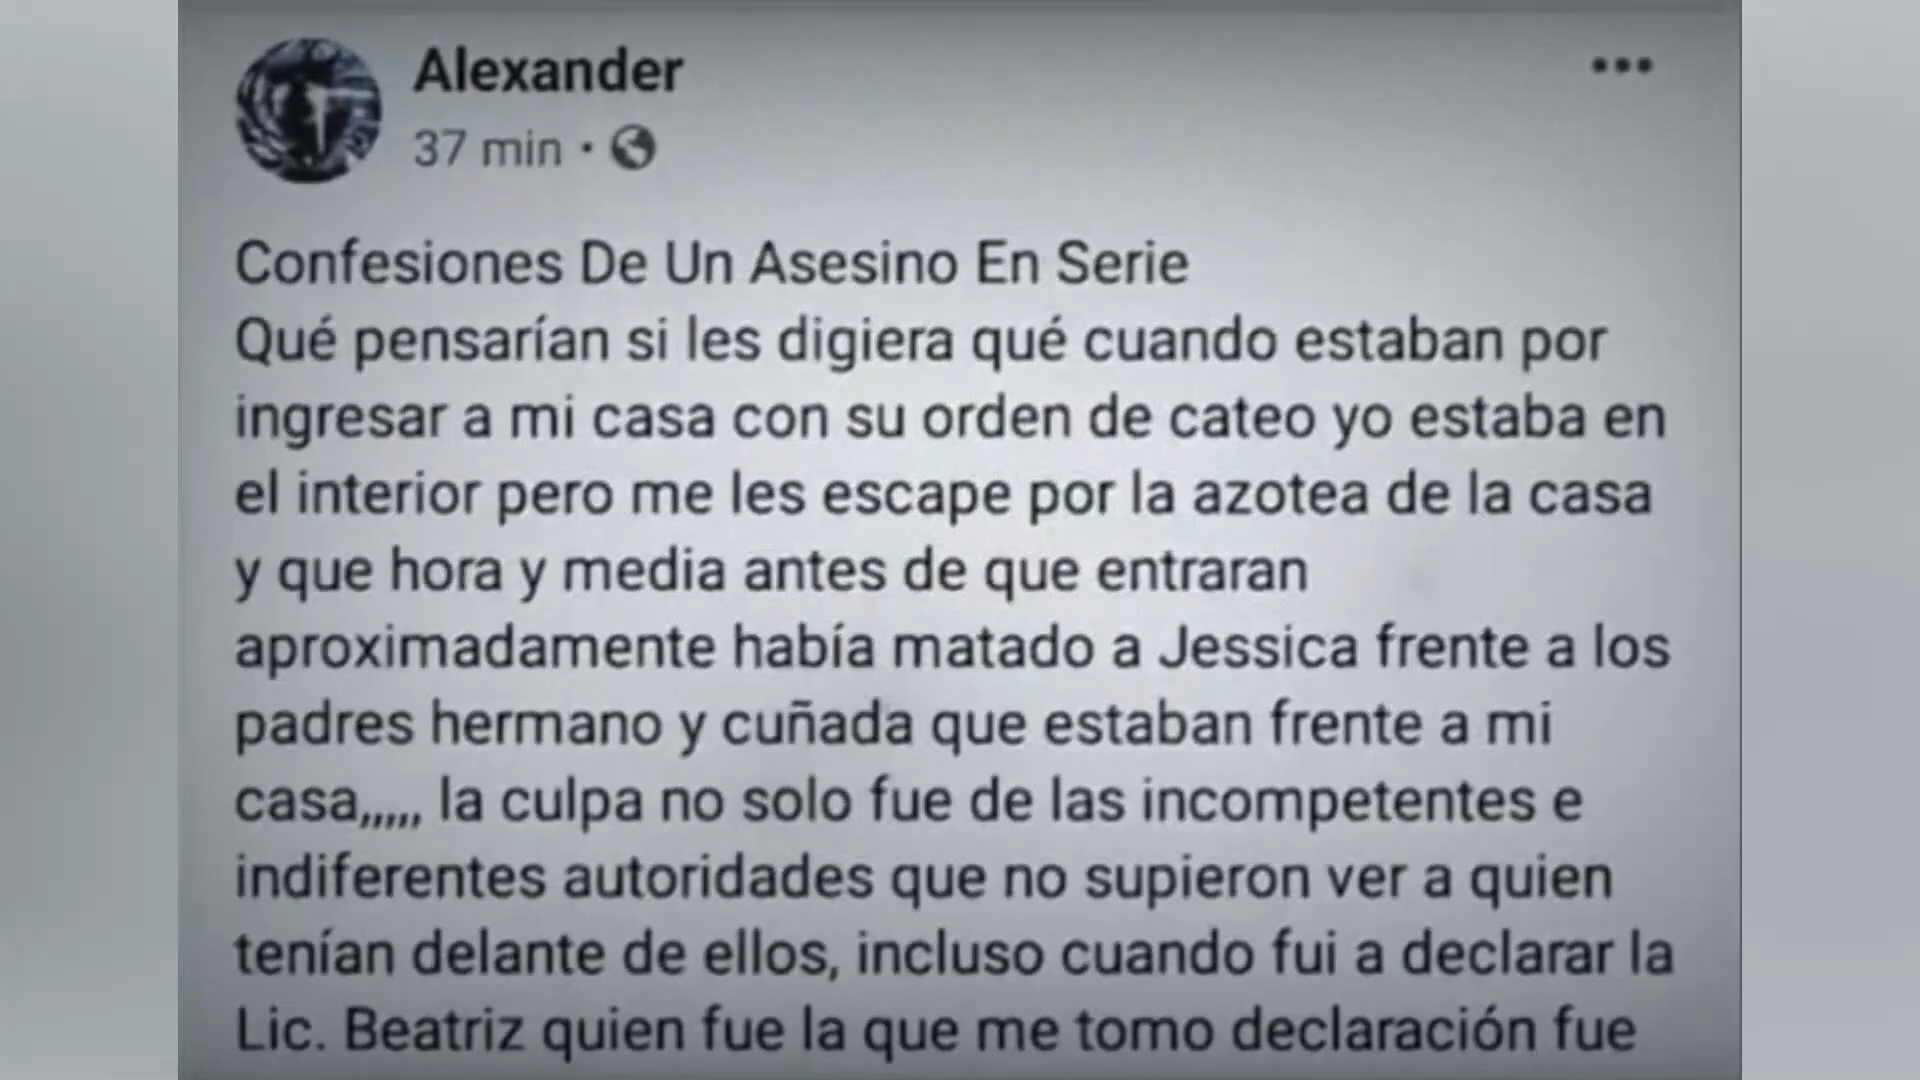 Alexander
37 min
Confesiones De Un Asesino En Serie
Qué pensarían si les digiera qué cuando estaban por
ingresar a mi casa con su orden de cateo yo estaba en
el interior pero me les escape por la azotea de la casa
y que hora y media antes de que entraran
aproximadamente había matado a Jessica frente a los
padres hermano y cuñada que estaban frente a mi
casa,,,,, la culpa no solo fue de las incompetentes e
indiferentes autoridades que no supieron ver a quien
tenían delante de ellos, incluso cuando fui a declarar la
Lic. Beatriz quien fue la que me tomo declaración fue